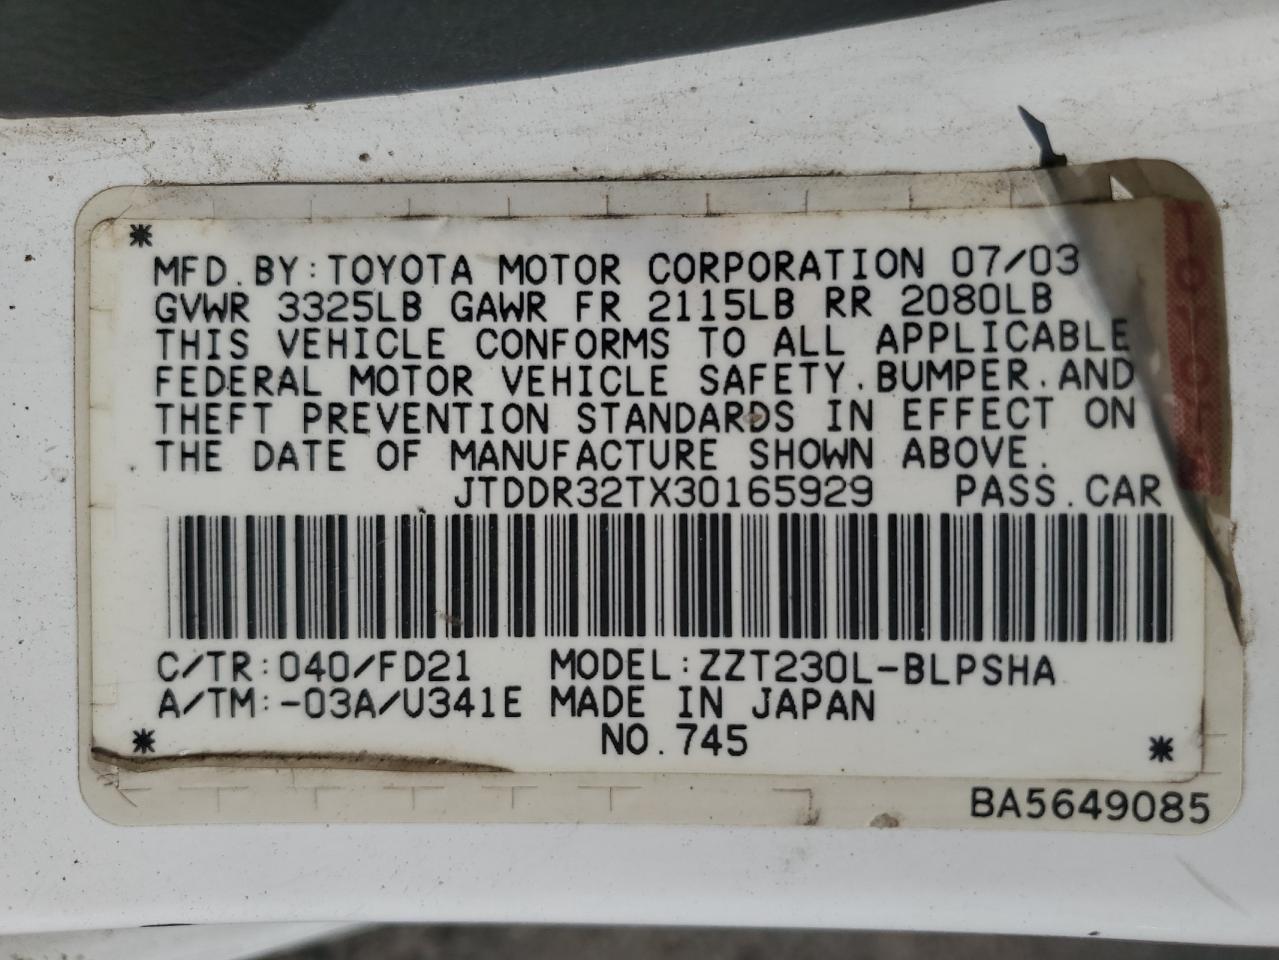 MFD.BY:TOYOTA MOTOR CORPORATION 07/03
GVWR 3325LB GAWR FR 2115LB RR 2080LB
THIS VEHICLE CONFORMS TO ALL APPLICABLE
FEDERAL MOTOR VEHICLE SAFETY.BUMPER.AND
THEFT PREVENTION STANDARDS IN EFFECT ON
THE DATE OF MANUFACTURE SHOWN ABOVE.
JTDDR32TX30165929 PASS.CAR
C/TR:040/FD21 MODEL:ZZT230L-BLPSHA
A/TM:-03A/U341E MADE IN JAPAN
NO.745
BA5649085
TOYOTA